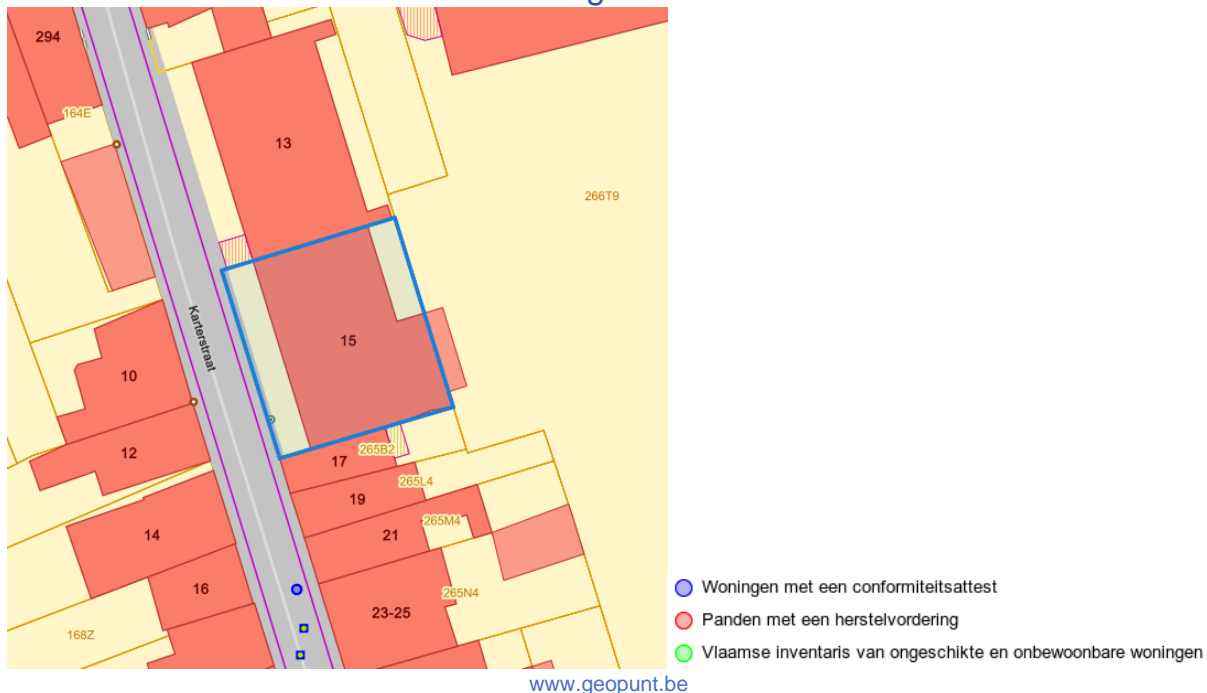 294
164E
13
266T9
Karterstraat
15
10
12
17
265B2
265L4
19
265M4
14
21
16
265N4
23-25
168Z
Woningen met een conformiteitsattest
Panden met een herstelvordering
Vlaamse inventaris van ongeschikte en onbewoonbare woningen
www.geopunt.be